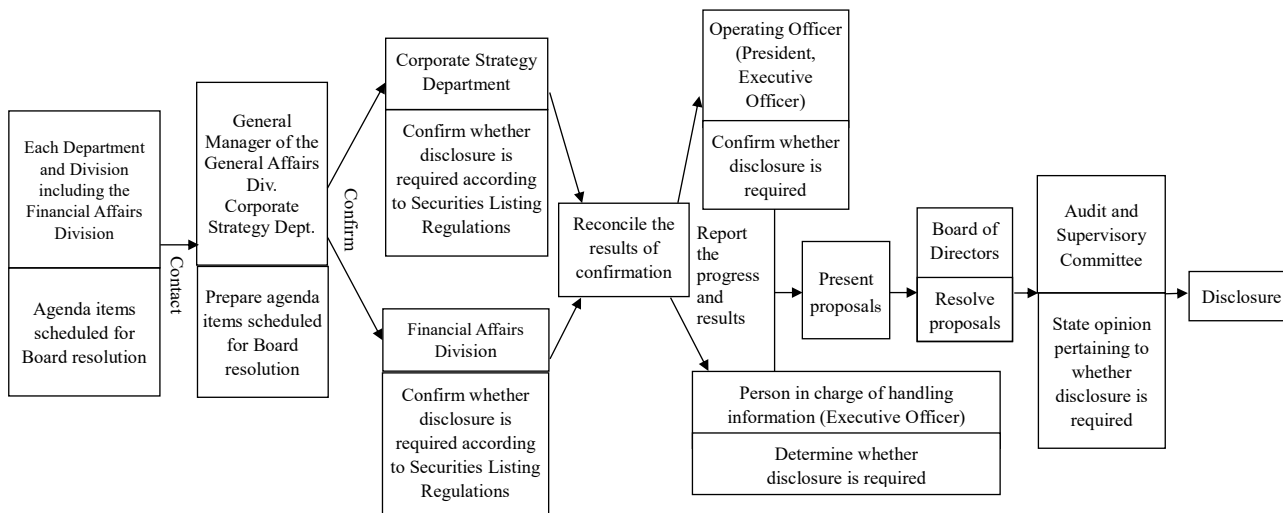 Each Department
and Division
including the
Financial Affairs
Division
Agenda items
scheduled for
Board resolution
Contact
General
Manager of the
General Affairs
Div.
Corporate
Strategy Dept.
Prepare agenda
items scheduled
for Board
resolution
Confirm
Corporate Strategy
Department
Confirm whether
disclosure is
required according
to Securities Listing
Regulations
Financial Affairs
Division
Confirm whether
disclosure is
required according
to Securities Listing
Regulations
Reconcile the
results of
confirmation
Report
the
progress
and
results
Operating Officer
(President,
Executive
Officer)
Confirm whether
disclosure is
required
Person in charge of handling
information (Executive Officer)
Determine whether
disclosure is required
Present
proposals
Board of
Directors
Resolve
proposals
Audit and
Supervisory
Committee
State opinion
pertaining to
whether
disclosure is
required
Disclosure